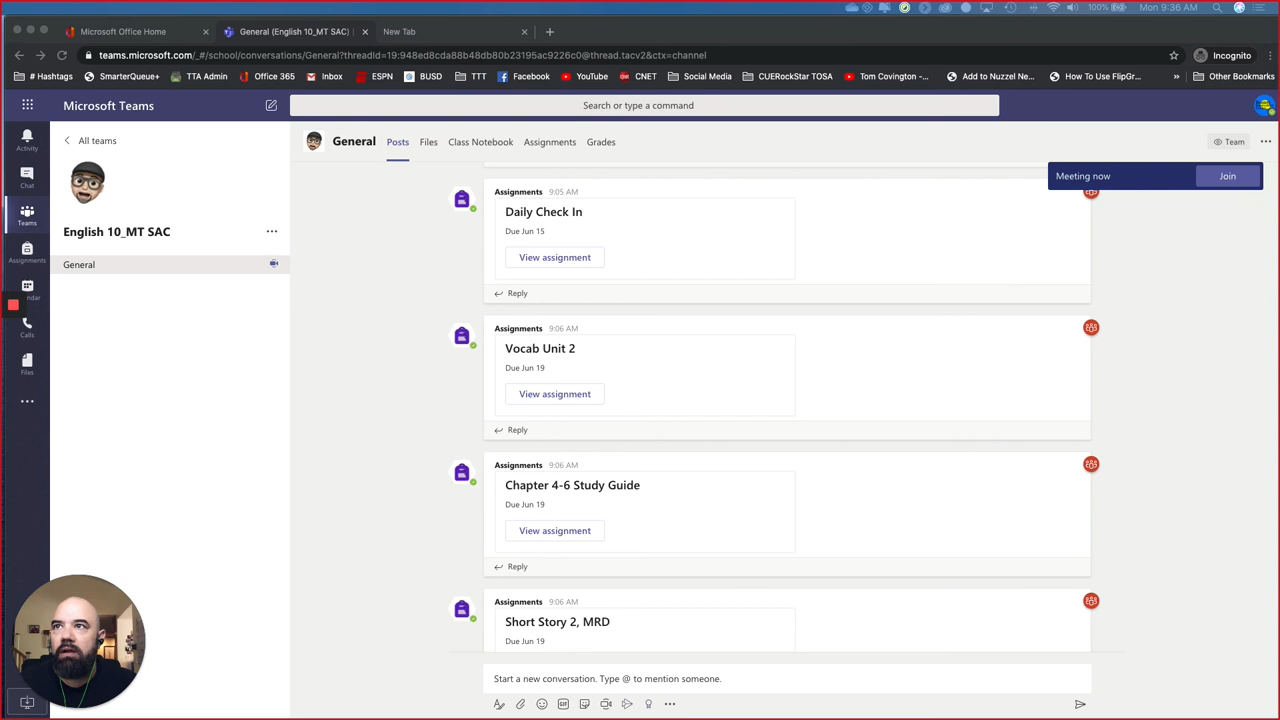 100%
Mon 9:36 AM
Microsoft Office Home
General (English 10_MT SAC) |
New Tab
teams.microsoft.com/_#/school/conversations/General?threadId=19:948ed8cda88b48db80b23195ac9226c0@thread.tacv2&ctx=channel
Incognito
# Hashtags
SmarterQueue+
TTA Admin
Office 365
Inbox
ESPN
BUSD
TTT
Facebook
YouTube
CNET
Social Media
CUERockStar TOSA
Tom Covington -...
Add to Nuzzel Ne...
How To Use FlipGr...
»
Other Bookmarks
Microsoft Teams
Search or type a command
Activity
Chat
Teams
Assignments
ndar
Calls
Files
All teams
English 10_MT SAC
General
General
Posts
Files
Class Notebook
Assignments
Grades
Team
Meeting now
Join
Assignments 9:05 AM
Daily Check In
Due Jun 15
View assignment
Reply
Assignments 9:06 AM
Vocab Unit 2
Due Jun 19
View assignment
Reply
Assignments 9:06 AM
Chapter 4-6 Study Guide
Due Jun 19
View assignment
Reply
Assignments 9:06 AM
Short Story 2, MRD
Due Jun 19
Start a new conversation. Type @ to mention someone.
GIF